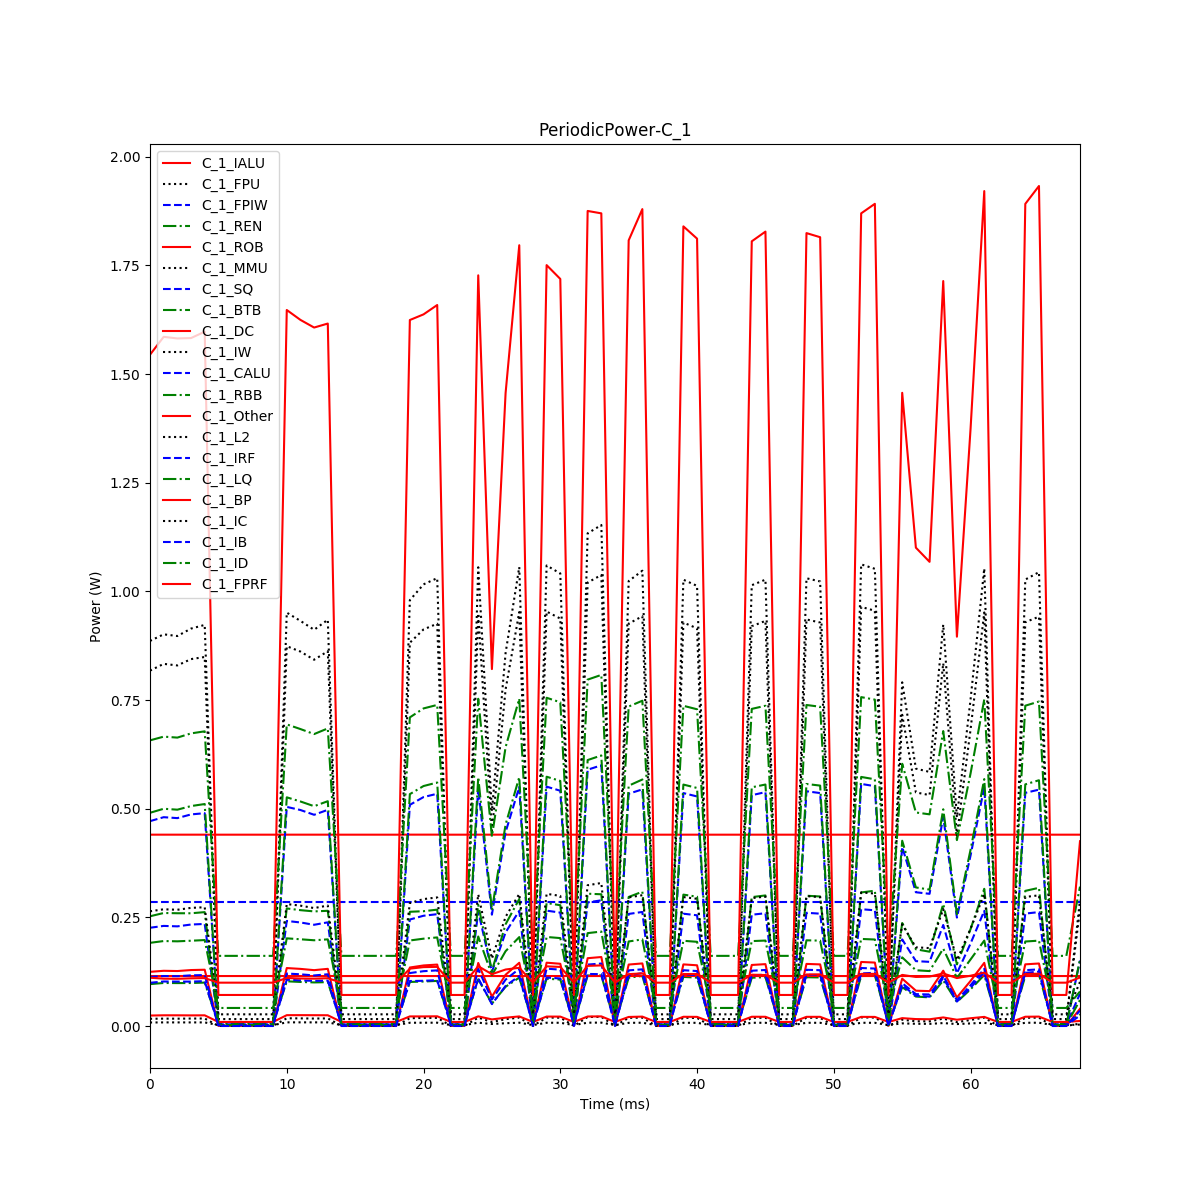 PeriodicPower-C_1
2.00
1.75
1.50
1.25
1.00
0.75
0.50
0.25
0.00
Power (W)
C_1_IALU
C_1_FPU
C_1_FPIW
C_1_REN
C_1_ROB
C_1_MMU
C_1_SQ
C_1_BTB
C_1_DC
C_1_IW
C_1_CALU
C_1_RBB
C_1_Other
C_1_L2
C_1_IRF
C_1_LQ
C_1_BP
C_1_IC
C_1_IB
C_1_ID
C_1_FPRF
0 10 20 30 40 50 60
Time (ms)